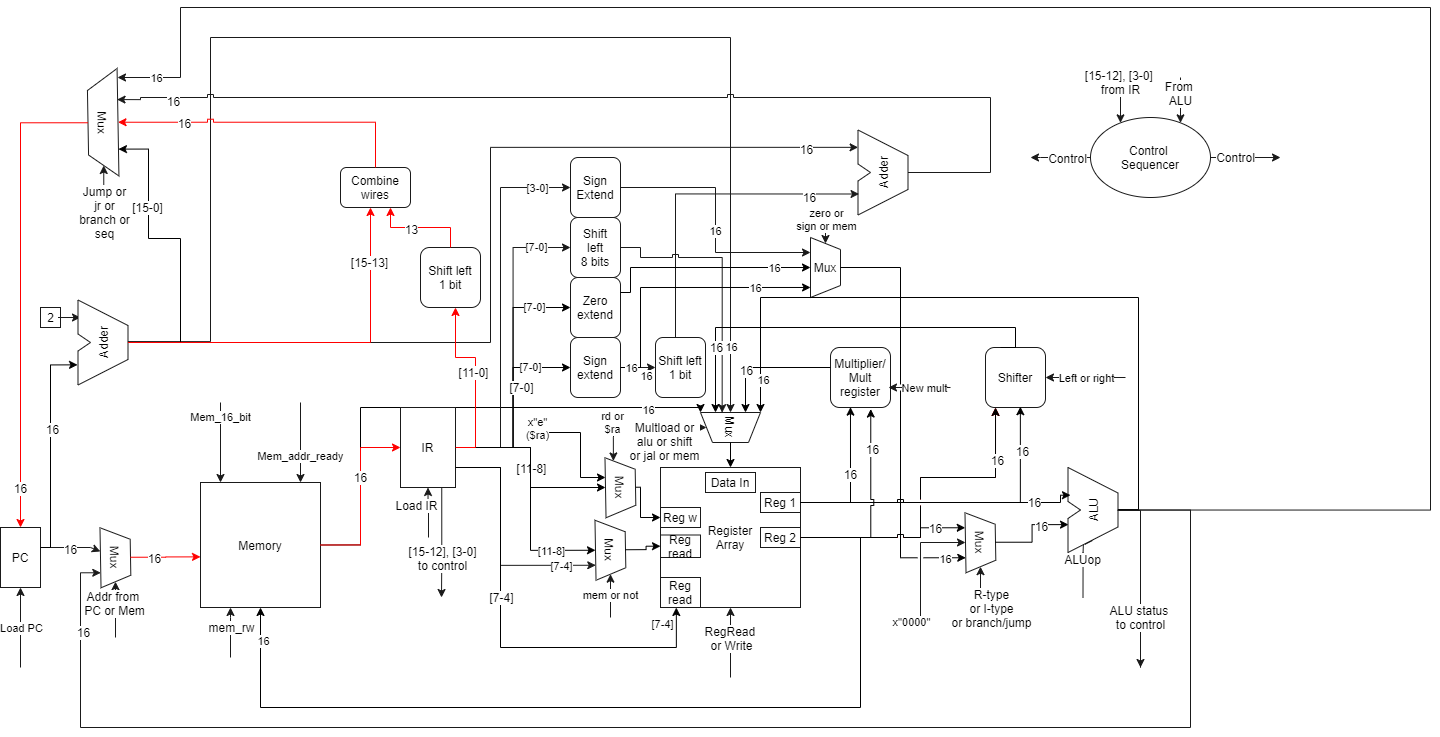 [15-12], [3-0]
from IR
From
ALU
Control
Control
Sequencer
Control
16
16
16
Mux
Jump or
jr or
branch or
seq
[15-0]
Combine
wires
13
[15-13]
Shift left
1 bit
[11-0]
2
Adder
16
[3-0]
Sign
Extend
[7-0]
Shift
left
8 bits
[7-0]
Zero
extend
[7-0]
Sign
extend
[7-0]
16
16
Shift left
1 bit
16
16
Adder
zero or
sign or mem
16
16
16
Mux
16
16
16
16
Multiplier/
Mult
register
New mult
Shifter
Left or right
16
Mux
Multload or
alu or shift
or jal or mem
x"e"
($ra)
rd or
$ra
Mem_16_bit
Mem_addr_ready
16
IR
Load IR
[15-12], [3-0]
to control
[11-8]
Mux
[11-8]
[7-4]
Mux
mem or not
[7-4]
[7-4]
Data In
Reg 1
Reg 2
Reg w
Reg
read
Reg
read
Register
Array
RegRead
or Write
16
16
16
16
16
16
16
16
Mux
x"0000"
R-type
or I-type
or branch/jump
ALU
ALUop
ALU status
to control
16
PC
Load PC
16
Mux
16
Addr from
PC or Mem
16
Memory
mem_rw
16